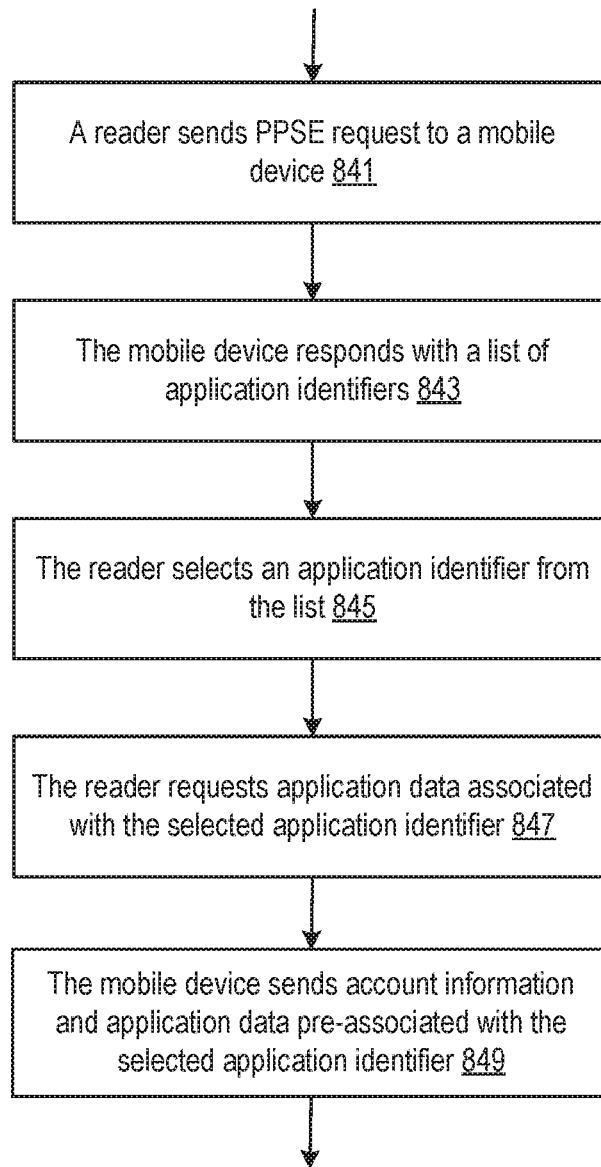 A reader sends PPSE request to a mobile
device 841
The mobile device responds with a list of
application identifiers 843
The reader selects an application identifier from
the list 845
The reader requests application data associated
with the selected application identifier 847
The mobile device sends account information
and application data pre-associated with the
selected application identifier 849